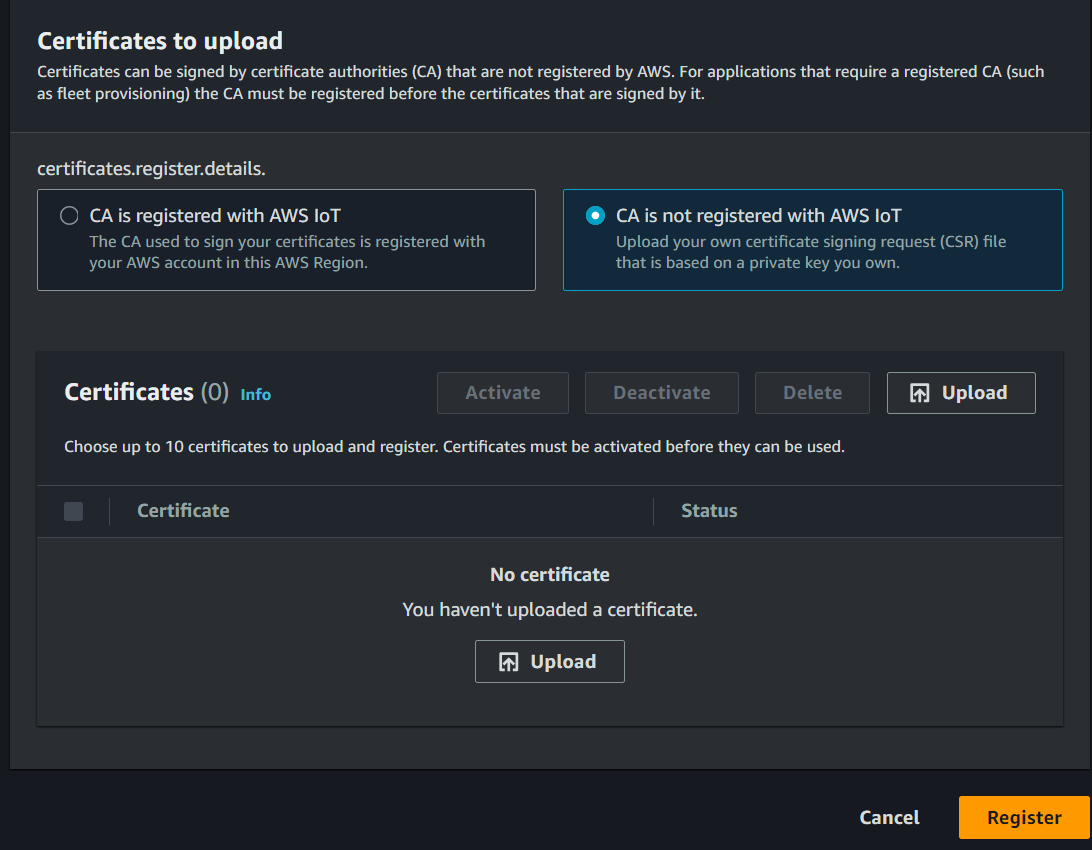 Certificates to upload
Certificates can be signed by certificate authorities (CA) that are not registered by AWS. For applications that require a registered CA (such
as fleet provisioning) the CA must be registered before the certificates that are signed by it.
certificates.register.details.
CA is registered with AWS IoT
The CA used to sign your certificates is registered with
your AWS account in this AWS Region.
CA is not registered with AWS IoT
Upload your own certificate signing request (CSR) file
that is based on a private key you own.
Certificates (0) Info
Activate
Deactivate
Delete
Upload
Choose up to 10 certificates to upload and register. Certificates must be activated before they can be used.
Certificate
Status
No certificate
You haven't uploaded a certificate.
Upload
Cancel
Register